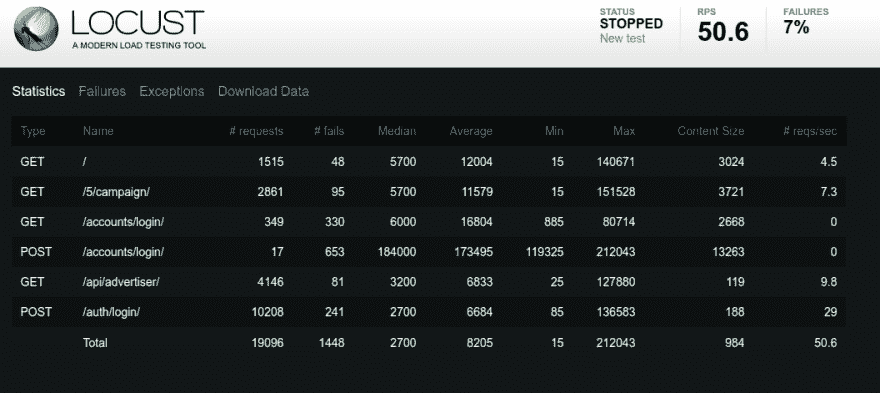 LOCUST
A MODERN LOAD TESTING TOOL
STATUS
STOPPED
New test
RPS
50.6
FAILURES
7%
Statistics Failures Exceptions Download Data
Type Name # requests # fails Median Average Min Max Content Size # reqs/sec
GET / 1515 48 5700 12004 15 140671 3024 4.5
GET /5/campaign/ 2861 95 5700 11579 15 151528 3721 7.3
GET /accounts/login/ 349 330 6000 16804 885 80714 2668 0
POST /accounts/login/ 17 653 184000 173495 119325 212043 13263 0
GET /api/advertiser/ 4146 81 3200 6833 25 127880 119 9.8
POST /auth/login/ 10208 241 2700 6684 85 136583 188 29
Total 19096 1448 2700 8205 15 212043 984 50.6